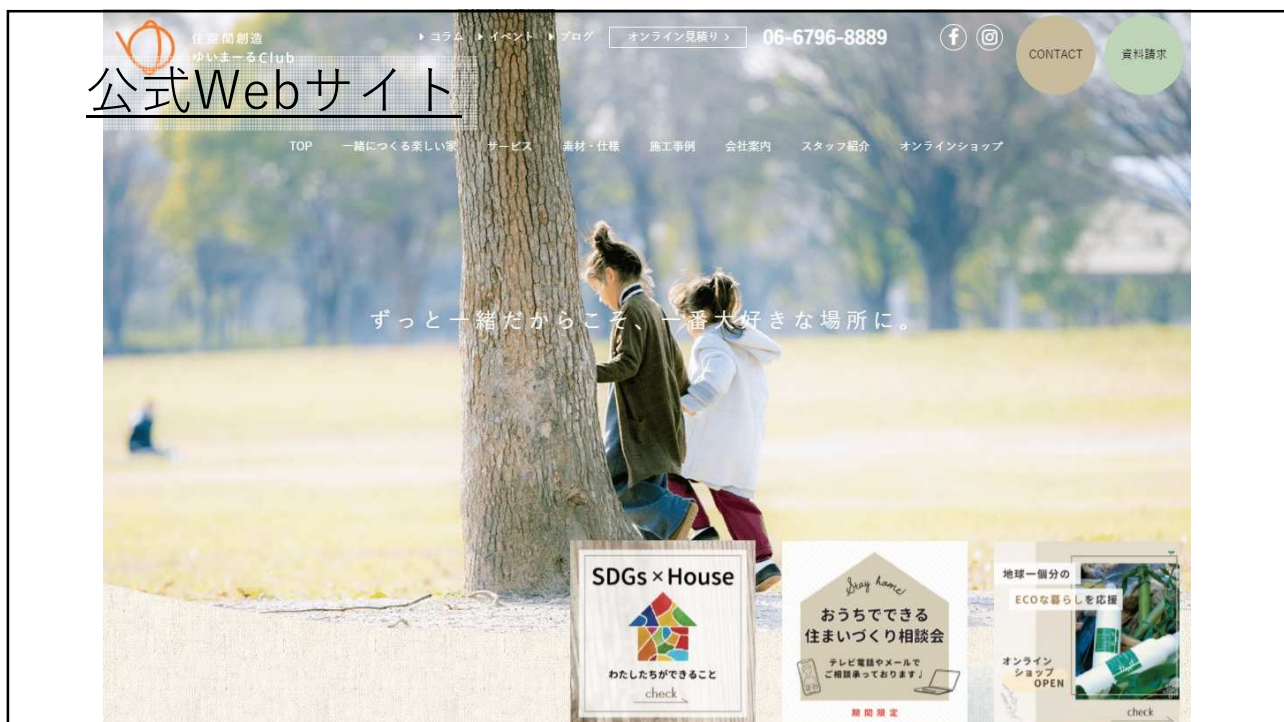 住空間創造
ゆいまーるClub
コラム イベント ブログ オンライン見積り 06-6796-8889 CONTACT 資料請求
公式Webサイト
TOP 一緒につくる楽しい家 サービス 素材・仕様 施工事例 会社案内 スタッフ紹介 オンラインショップ
ずっと一緒だからこそ、一番大好きな場所に。
SDGs×House
わたしたちができること
check
Stay home
おうちでできる
住まいづくり相談会
テレビ電話やメールで
ご相談承っております♩
期間限定
地球一個分の
ECOな暮らしを応援
オンライン
ショップ
OPEN
check